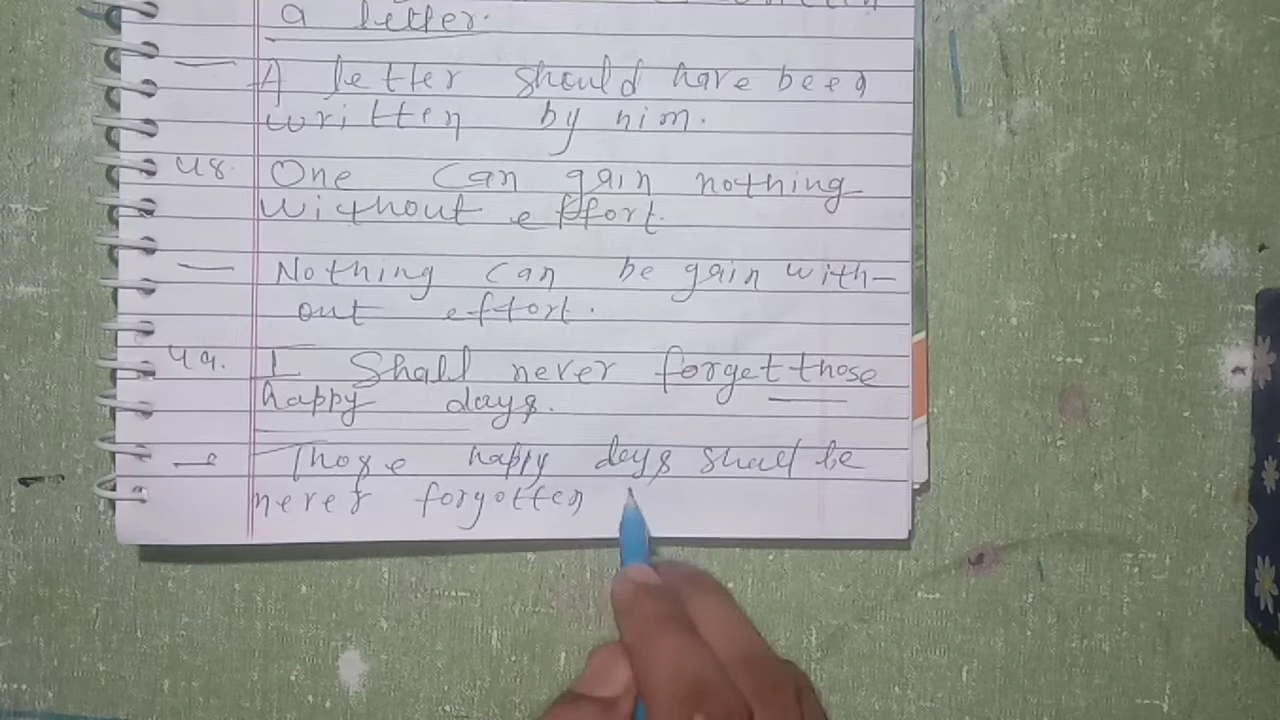 a letter.
— A letter should have been
written by him.
48. One can gain nothing
without effort.
— Nothing can be gain with-
out effort.
49. I Shall never forget those
happy days.
— Those happy days shall be
never forgotten